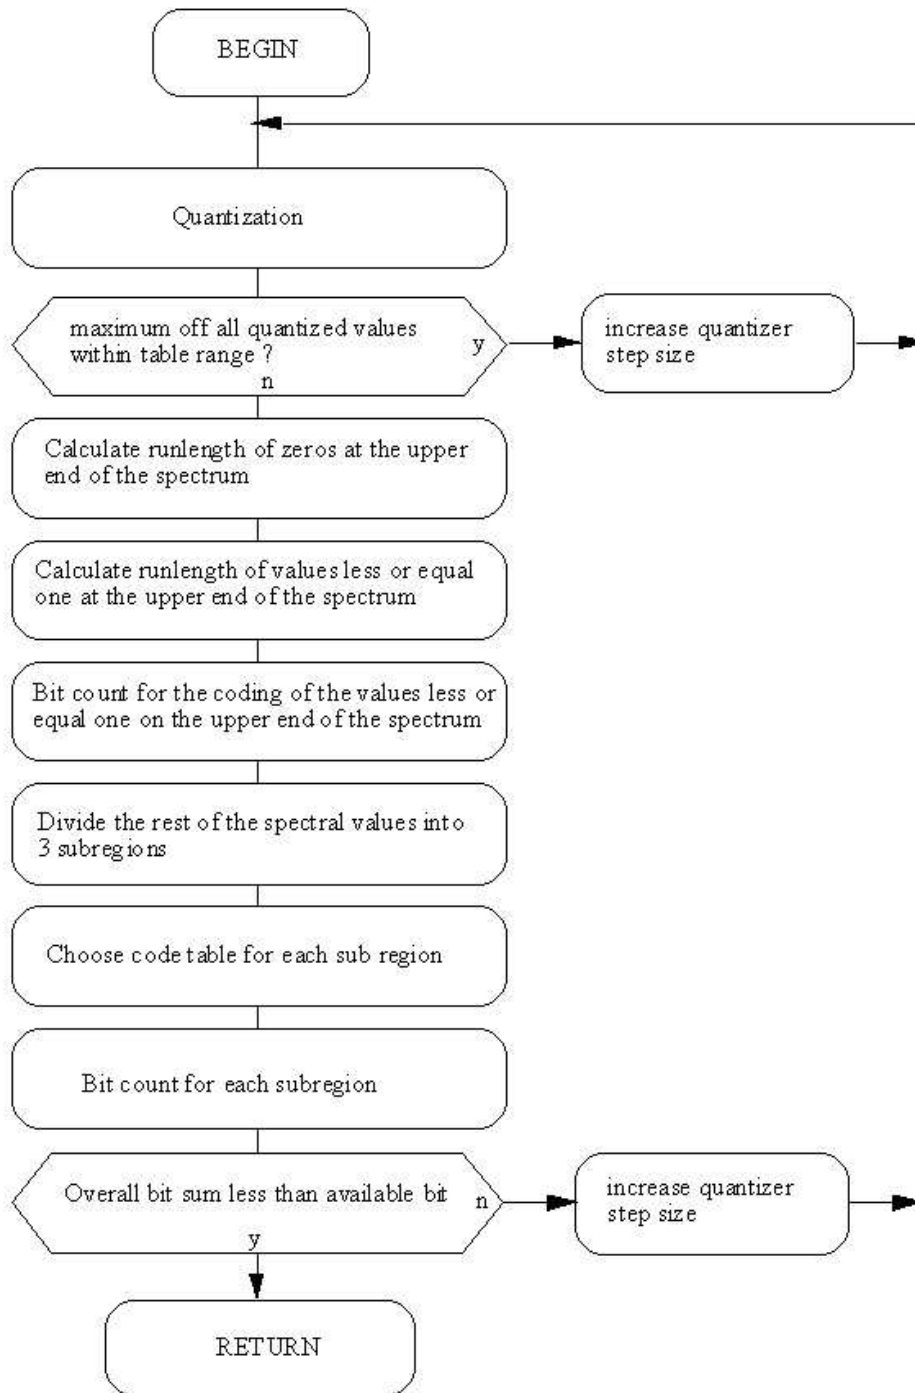 BEGIN
Quantization
maximum off all quantized values
within table range ?
y
n
increase quantizer
step size
Calculate runlength of zeros at the upper
end of the spectrum
Calculate runlength of values less or equal
one at the upper end of the spectrum
Bit count for the coding of the values less or
equal one on the upper end of the spectrum
Divide the rest of the spectral values into
3 subregions
Choose code table for each sub region
Bit count for each subregion
Overall bit sum less than available bit
n
y
increase quantizer
step size
RETURN